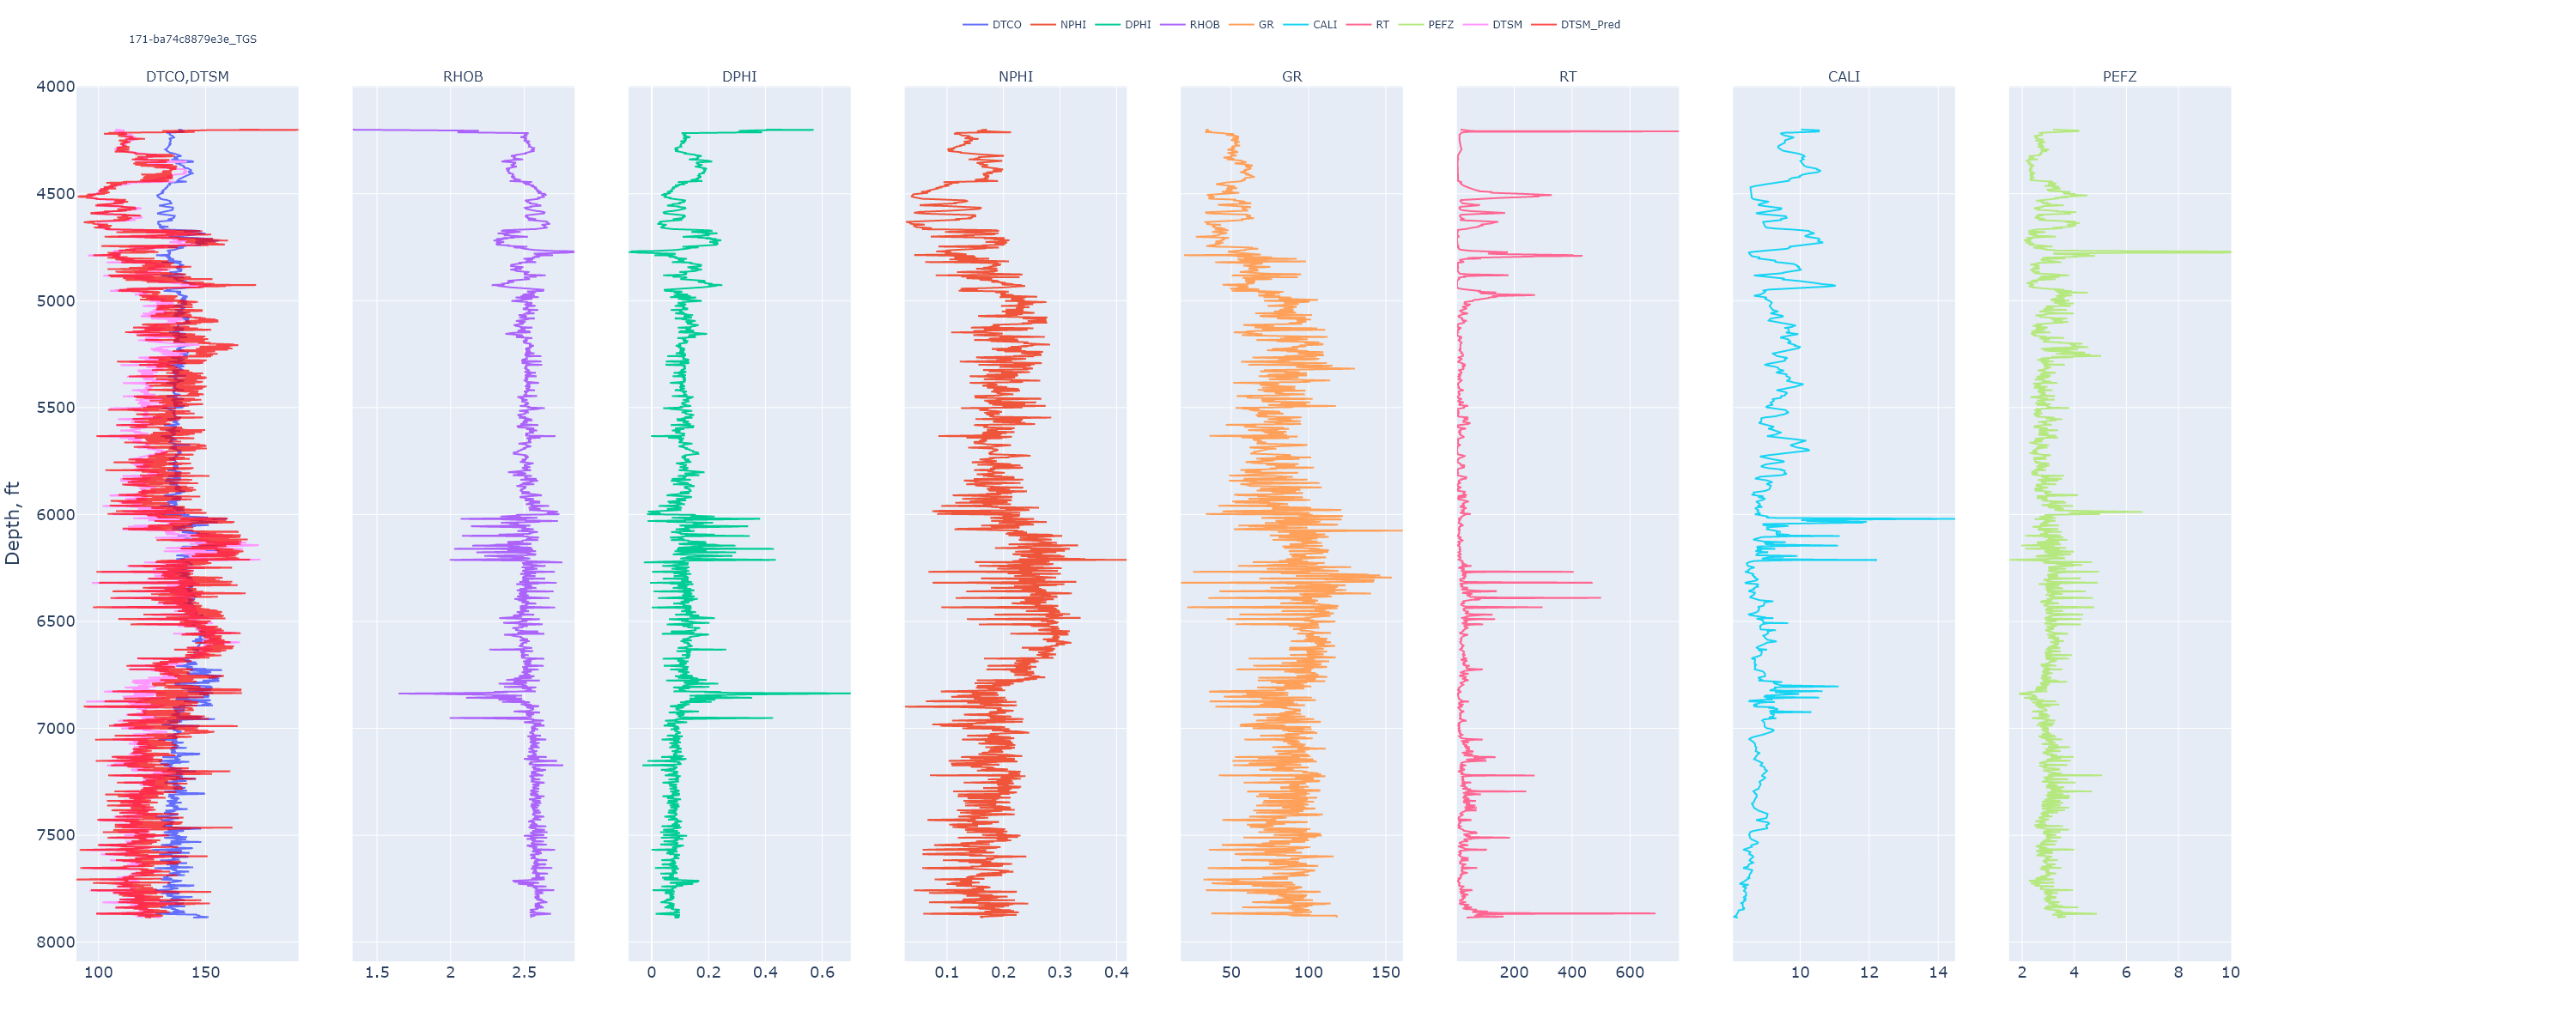 DTCO NPHI DPHI RHOB GR CALI RT PEFZ DTSM DTSM_Pred
171-ba74c8879e3e_TGS
DTCO,DTSM RHOB DPHI NPHI GR RT CALI PEFZ
4000
4500
5000
5500
6000
6500
7000
7500
8000
Depth, ft
100 150 1.5 2 2.5 0 0.2 0.4 0.6 0.1 0.2 0.3 0.4 50 100 150 200 400 600 10 12 14 2 4 6 8 10